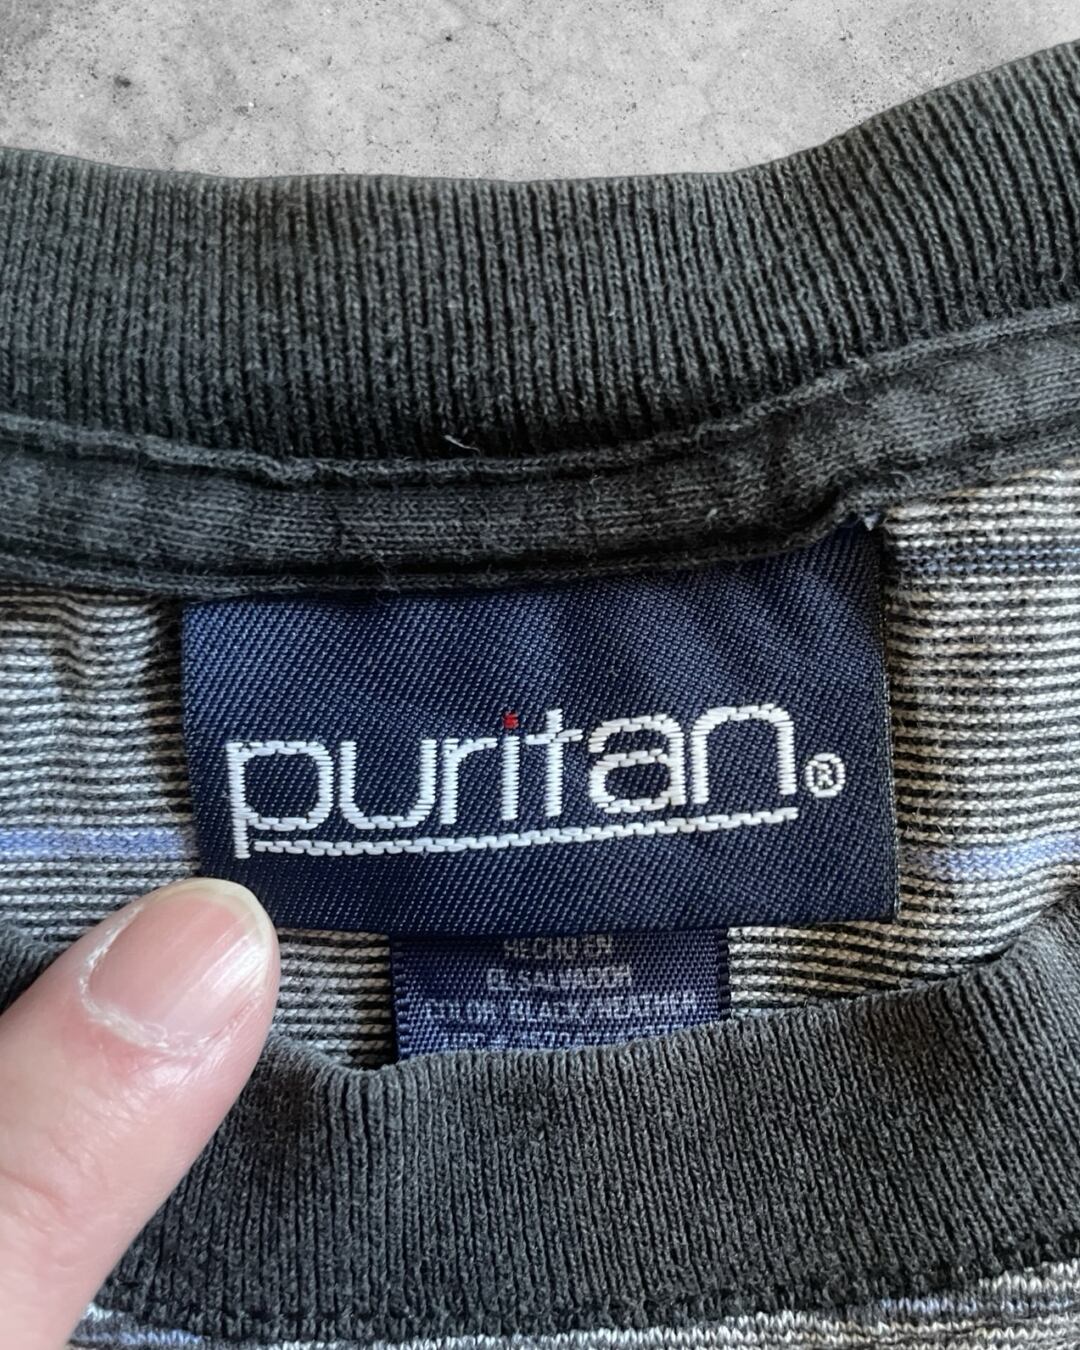 puritan®
HECHO EN
EL SALVADOR
COLOR BLACK/HEATHER